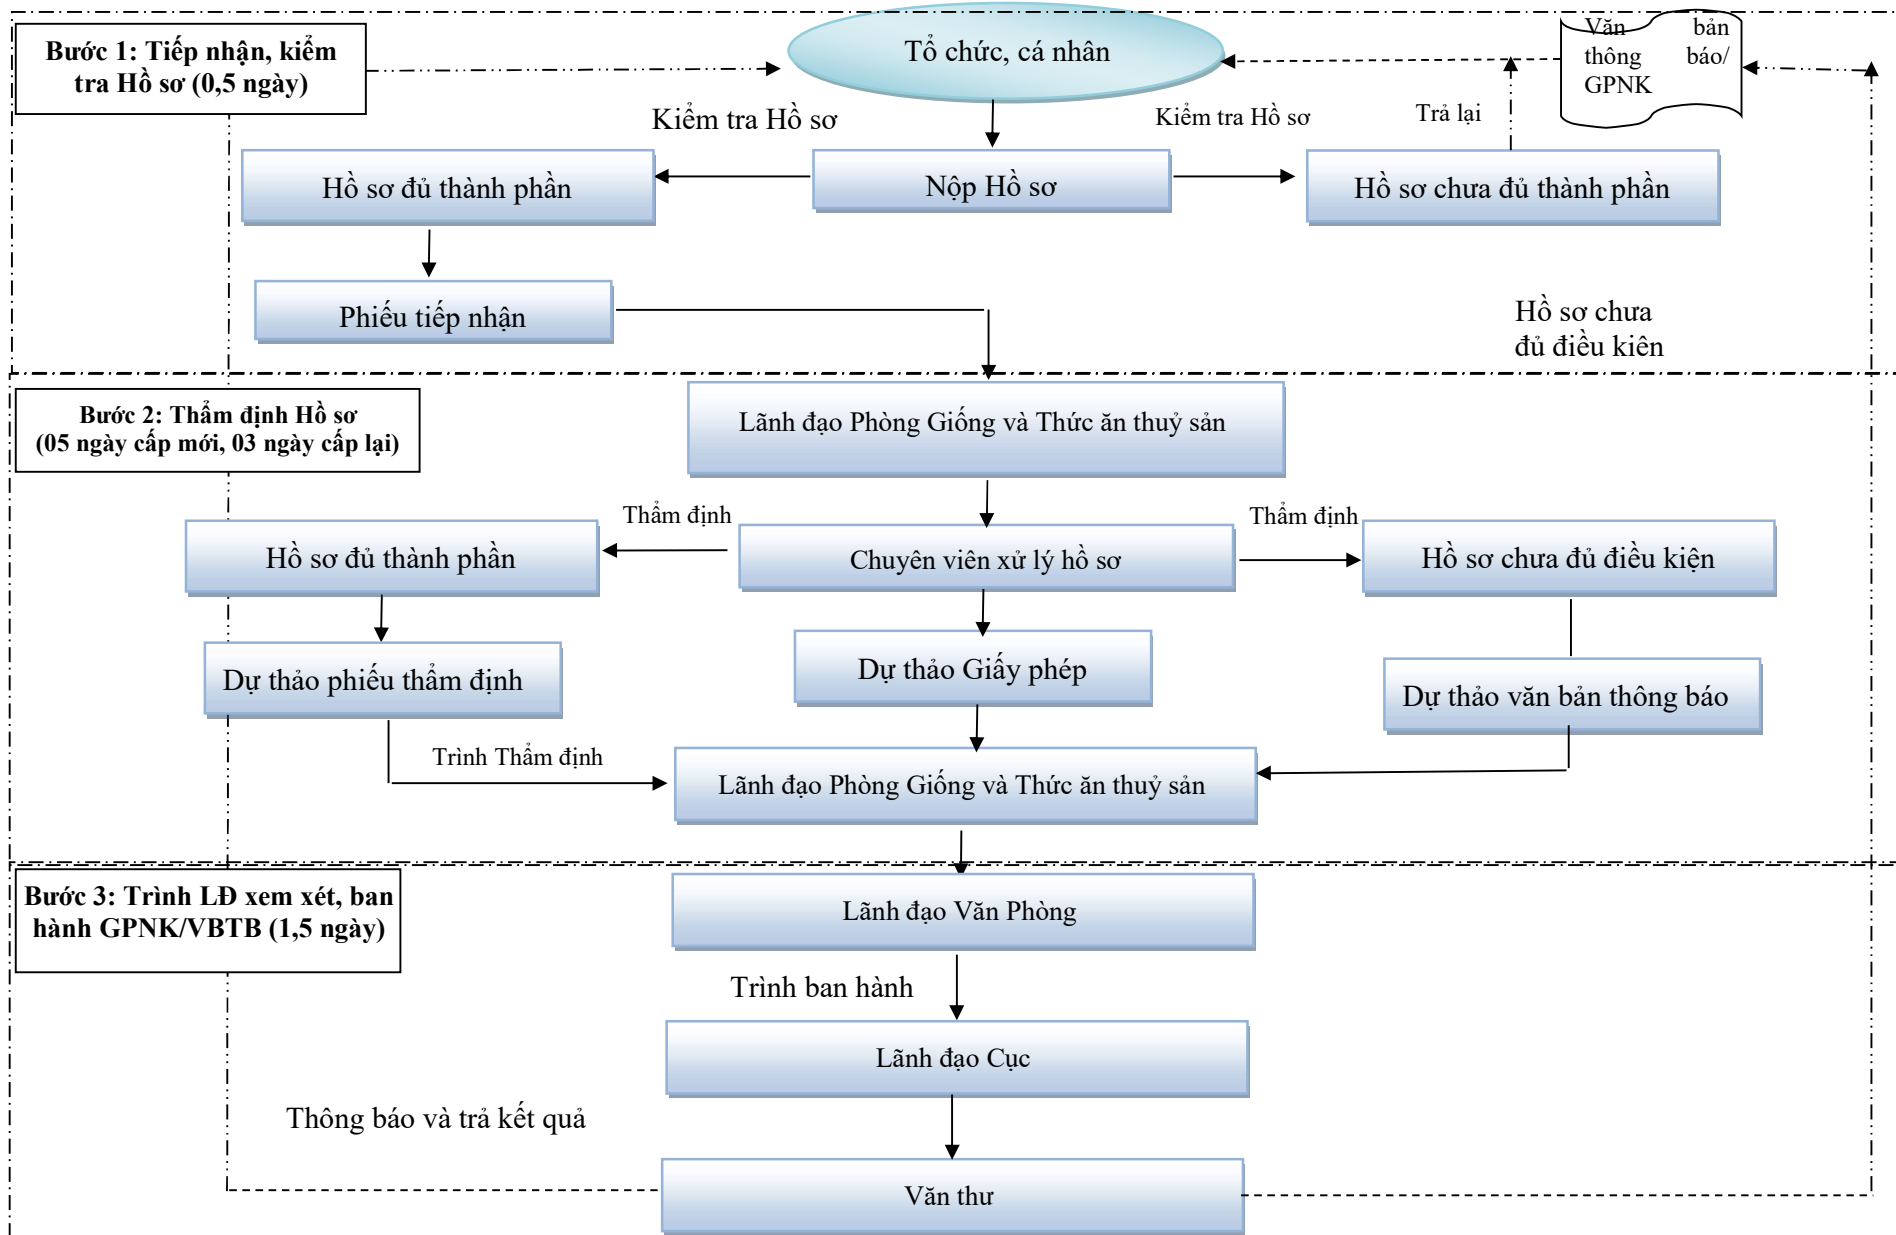 Bước 1: Tiếp nhận, kiểm
tra Hồ sơ (0,5 ngày)
Tổ chức, cá nhân
Văn bản
thông báo/
GPNK
Kiểm tra Hồ sơ
Kiểm tra Hồ sơ
Trả lại
Hồ sơ đủ thành phần
Nộp Hồ sơ
Hồ sơ chưa đủ thành phần
Phiếu tiếp nhận
Hồ sơ chưa
đủ điều kiên
Bước 2: Thẩm định Hồ sơ
(05 ngày cấp mới, 03 ngày cấp lại)
Lãnh đạo Phòng Giống và Thức ăn thuỷ sản
Thẩm định
Thẩm định
Hồ sơ đủ thành phần
Chuyên viên xử lý hồ sơ
Hồ sơ chưa đủ điều kiện
Dự thảo phiếu thẩm định
Dự thảo Giấy phép
Dự thảo văn bản thông báo
Trình Thẩm định
Lãnh đạo Phòng Giống và Thức ăn thuỷ sản
Bước 3: Trình LĐ xem xét, ban
hành GPNK/VBTB (1,5 ngày)
Lãnh đạo Văn Phòng
Trình ban hành
Lãnh đạo Cục
Thông báo và trả kết quả
Văn thư